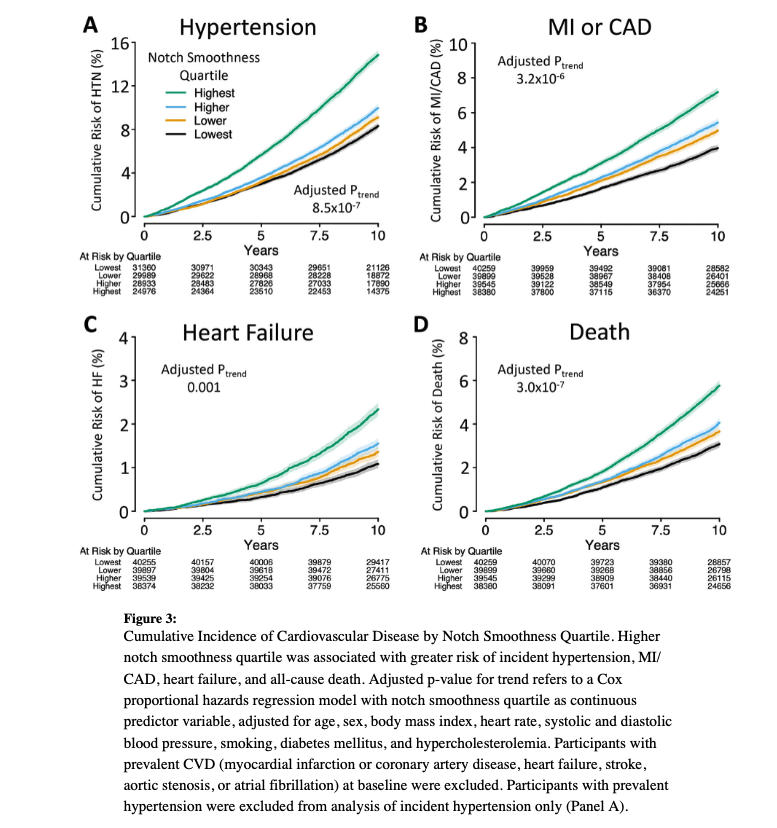 A Hypertension
Cumulative Risk of HTN (%)
16
12
8
4
0
Notch Smoothness
Quartile
Highest
Higher
Lower
Lowest
Adjusted Ptrend
8.5x10-7
0 2.5 5 7.5 10
Years
At Risk by Quartile
Lowest 31360 30971 30343 29651 21126
Lower 29989 29622 28968 28228 18872
Higher 28933 28483 27826 27033 17890
Highest 24976 24364 23510 22453 14375
B MI or CAD
Cumulative Risk of MI/CAD (%)
10
8
6
4
2
0
Adjusted Ptrend
3.2x10-6
0 2.5 5 7.5 10
Years
At Risk by Quartile
Lowest 40259 39959 39492 39081 28582
Lower 39899 39528 38967 38408 26401
Higher 39545 39122 38549 37954 25666
Highest 38380 37800 37115 36370 24251
C Heart Failure
Cumulative Risk of HF (%)
4
3
2
1
0
Adjusted Ptrend
0.001
0 2.5 5 7.5 10
Years
At Risk by Quartile
Lowest 40255 40157 40006 39879 29417
Lower 39897 39804 39618 39472 27411
Higher 39539 39425 39254 39076 26775
Highest 38374 38232 38033 37759 25560
D Death
Cumulative Risk of Death (%)
8
6
4
2
0
Adjusted Ptrend
3.0x10-7
0 2.5 5 7.5 10
Years
At Risk by Quartile
Lowest 40259 40070 39723 39380 28857
Lower 39899 39660 39268 38856 26798
Higher 39545 39299 38909 38440 26115
Highest 38380 38091 37601 36931 24656
Figure 3:
Cumulative Incidence of Cardiovascular Disease by Notch Smoothness Quartile. Higher
notch smoothness quartile was associated with greater risk of incident hypertension, MI/
CAD, heart failure, and all-cause death. Adjusted p-value for trend refers to a Cox
proportional hazards regression model with notch smoothness quartile as continuous
predictor variable, adjusted for age, sex, body mass index, heart rate, systolic and diastolic
blood pressure, smoking, diabetes mellitus, and hypercholesterolemia. Participants with
prevalent CVD (myocardial infarction or coronary artery disease, heart failure, stroke,
aortic stenosis, or atrial fibrillation) at baseline were excluded. Participants with prevalent
hypertension were excluded from analysis of incident hypertension only (Panel A).